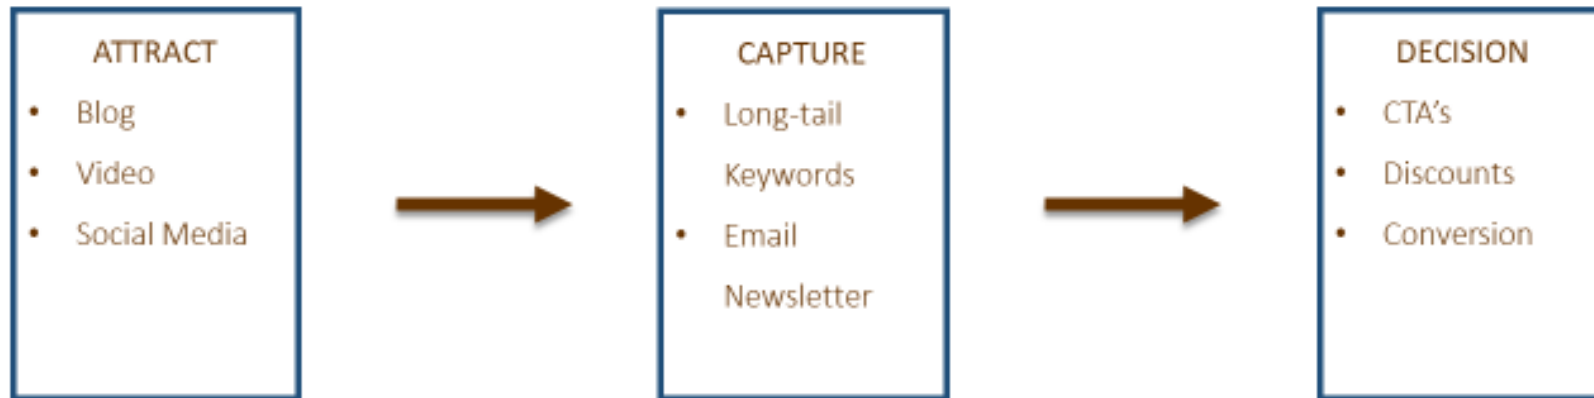 ATTRACT
• Blog
• Video
• Social Media
CAPTURE
• Long-tail
Keywords
• Email
Newsletter
DECISION
• CTA's
• Discounts
• Conversion